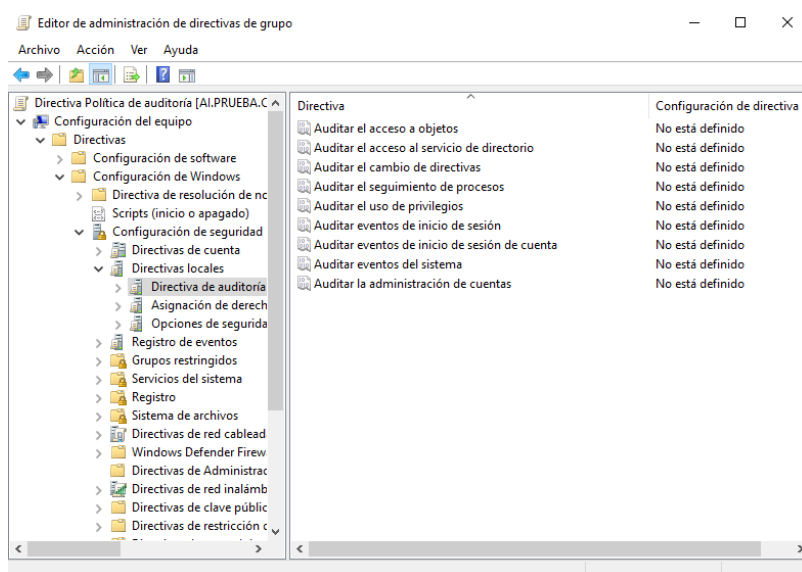 Editor de administración de directivas de grupo
Archivo Acción Ver Ayuda
Directiva Política de auditoría [AI.PRUEBA.C
Configuración del equipo
Directivas
Configuración de software
Configuración de Windows
Directiva de resolución de nc
Scripts (inicio o apagado)
Configuración de seguridad
Directivas de cuenta
Directivas locales
Directiva de auditoría
Asignación de derech
Opciones de segurida
Registro de eventos
Grupos restringidos
Servicios del sistema
Registro
Sistema de archivos
Directivas de red cablead
Windows Defender Firew
Directivas de Administrac
Directivas de red inalámb
Directivas de clave públic
Directivas de restricción c
Directiva Configuración de directiva
Auditar el acceso a objetos No está definido
Auditar el acceso al servicio de directorio No está definido
Auditar el cambio de directivas No está definido
Auditar el seguimiento de procesos No está definido
Auditar el uso de privilegios No está definido
Auditar eventos de inicio de sesión No está definido
Auditar eventos de inicio de sesión de cuenta No está definido
Auditar eventos del sistema No está definido
Auditar la administración de cuentas No está definido